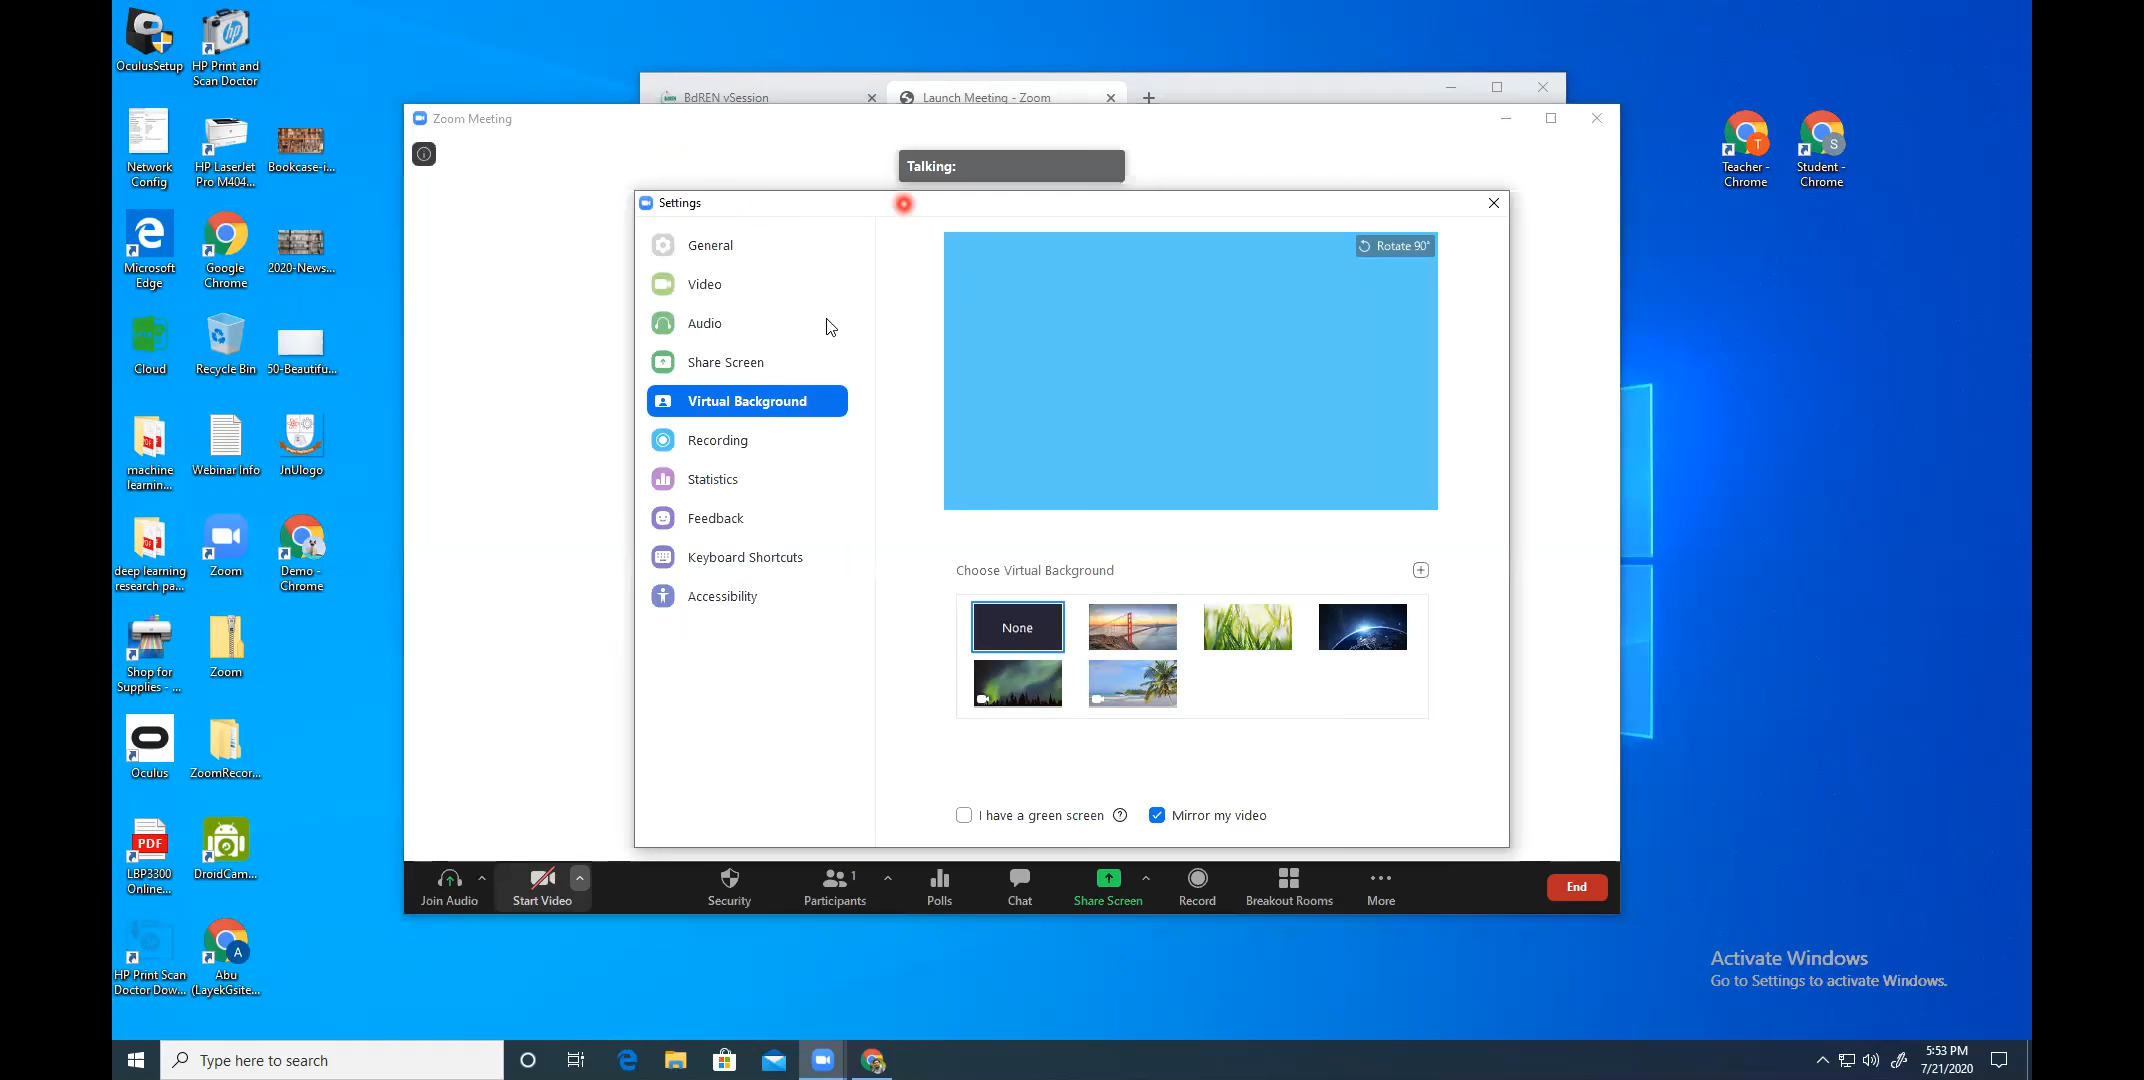 OculusSetup
HP Print and
Scan Doctor
Network
Config
HP LaserJet
Pro M404...
Bookcase-i...
Microsoft
Edge
Google
Chrome
2020-News...
Cloud
Recycle Bin
50-Beautifu...
machine
learnin...
Webinar Info
JnUlogo
deep learning
research pa...
Zoom
Demo -
Chrome
Shop for
Supplies - ...
Zoom
Oculus
ZoomRecor...
PDF
LBP3300
Online...
DroidCam...
HP Print Scan
Doctor Dow...
A
Abu
(LayekGsite...
BdREN vSession
Launch Meeting - Zoom
Zoom Meeting
Talking:
Settings
General
Video
Audio
Share Screen
Virtual Background
Recording
Statistics
Feedback
Keyboard Shortcuts
Accessibility
Rotate 90°
Choose Virtual Background
None
I have a green screen
Mirror my video
Join Audio
Start Video
Security
1
Participants
Polls
Chat
Share Screen
Record
Breakout Rooms
More
End
T
Teacher -
Chrome
S
Student -
Chrome
Activate Windows
Go to Settings to activate Windows.
Type here to search
5:53 PM
7/21/2020